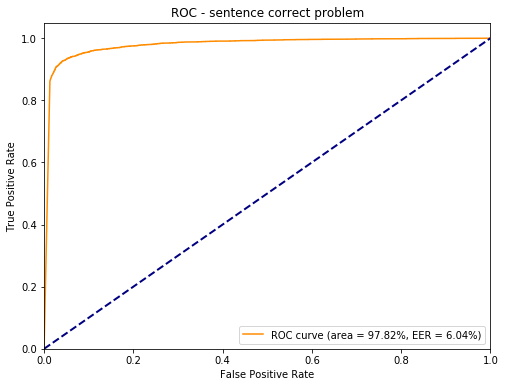 ROC - sentence correct problem
True Positive Rate
1.0
0.8
0.6
0.4
0.2
0.0
ROC curve (area = 97.82%, EER = 6.04%)
0.0 0.2 0.4 0.6 0.8 1.0
False Positive Rate